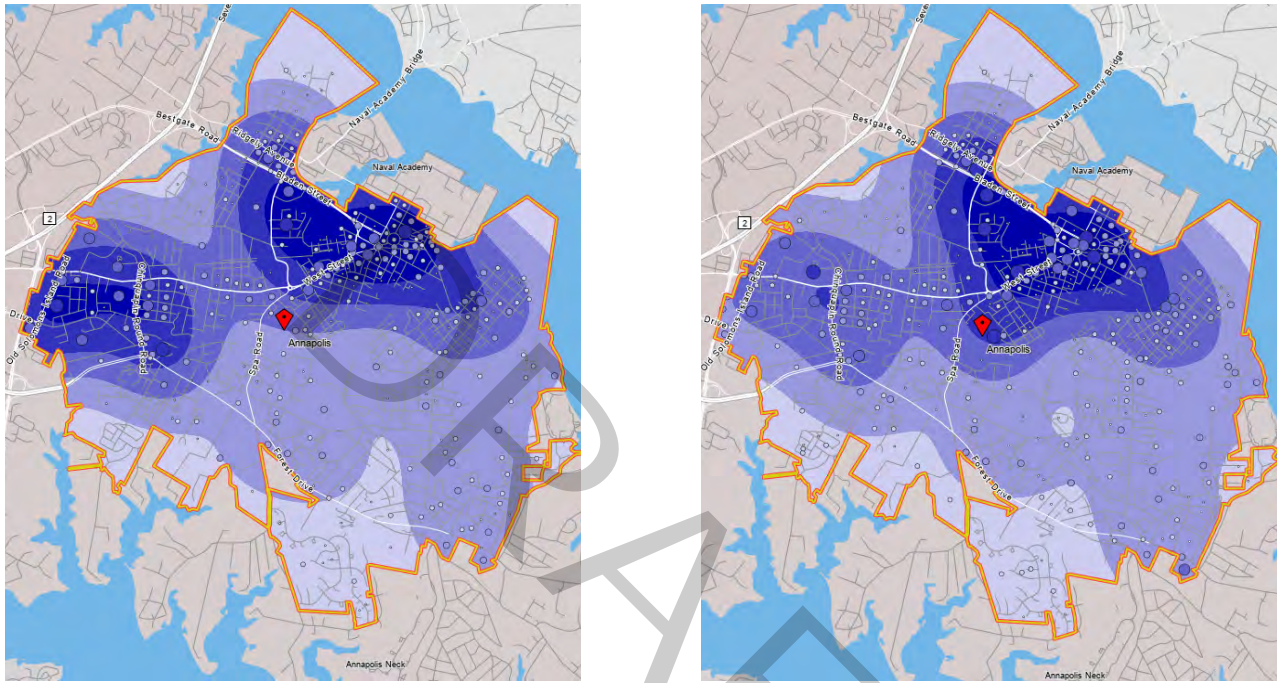 Seve
Bestgate Road
Ridgely Avenue
Naval Academy Bridge
Bladen Street
Naval Academy
2
West Street
Chinquapin Round Road
Drive
Old Solomons Island Road
Spa Road
Annapolis
Forest Drive
Annapolis Neck
Seve
Bestgate Road
Ridgely Avenue
Naval Academy Bridge
Bladen Street
Naval Academy
2
West Street
Chinquapin Round Road
Drive
Old Solomons Island Road
Spa Road
Annapolis
Forest Drive
Annapolis Neck
DRA